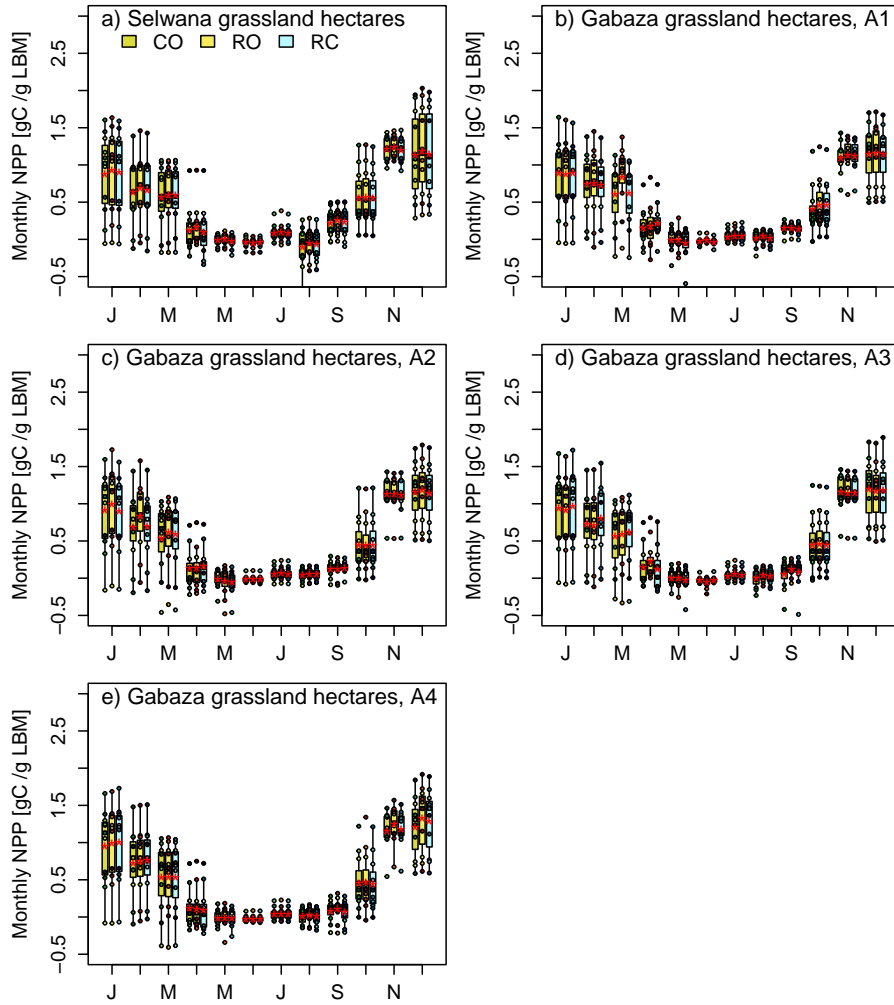 a) Selwana grassland hectares
CO RO RC
Monthly NPP [gC /g LBM]
2.5
1.5
0.5
−0.5
J M M J S N
b) Gabaza grassland hectares, A1
Monthly NPP [gC /g LBM]
2.5
1.5
0.5
−0.5
J M M J S N
c) Gabaza grassland hectares, A2
Monthly NPP [gC /g LBM]
2.5
1.5
0.5
−0.5
J M M J S N
d) Gabaza grassland hectares, A3
Monthly NPP [gC /g LBM]
2.5
1.5
0.5
−0.5
J M M J S N
e) Gabaza grassland hectares, A4
Monthly NPP [gC /g LBM]
2.5
1.5
0.5
−0.5
J M M J S N